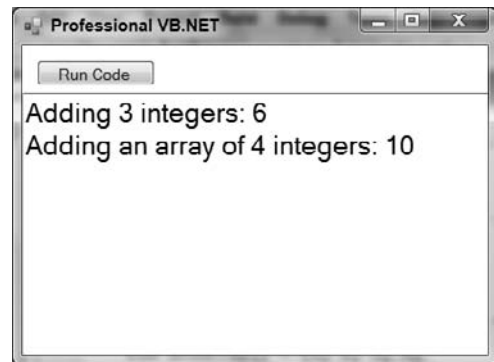 Professional VB.NET
Run Code
Adding 3 integers: 6
Adding an array of 4 integers: 10